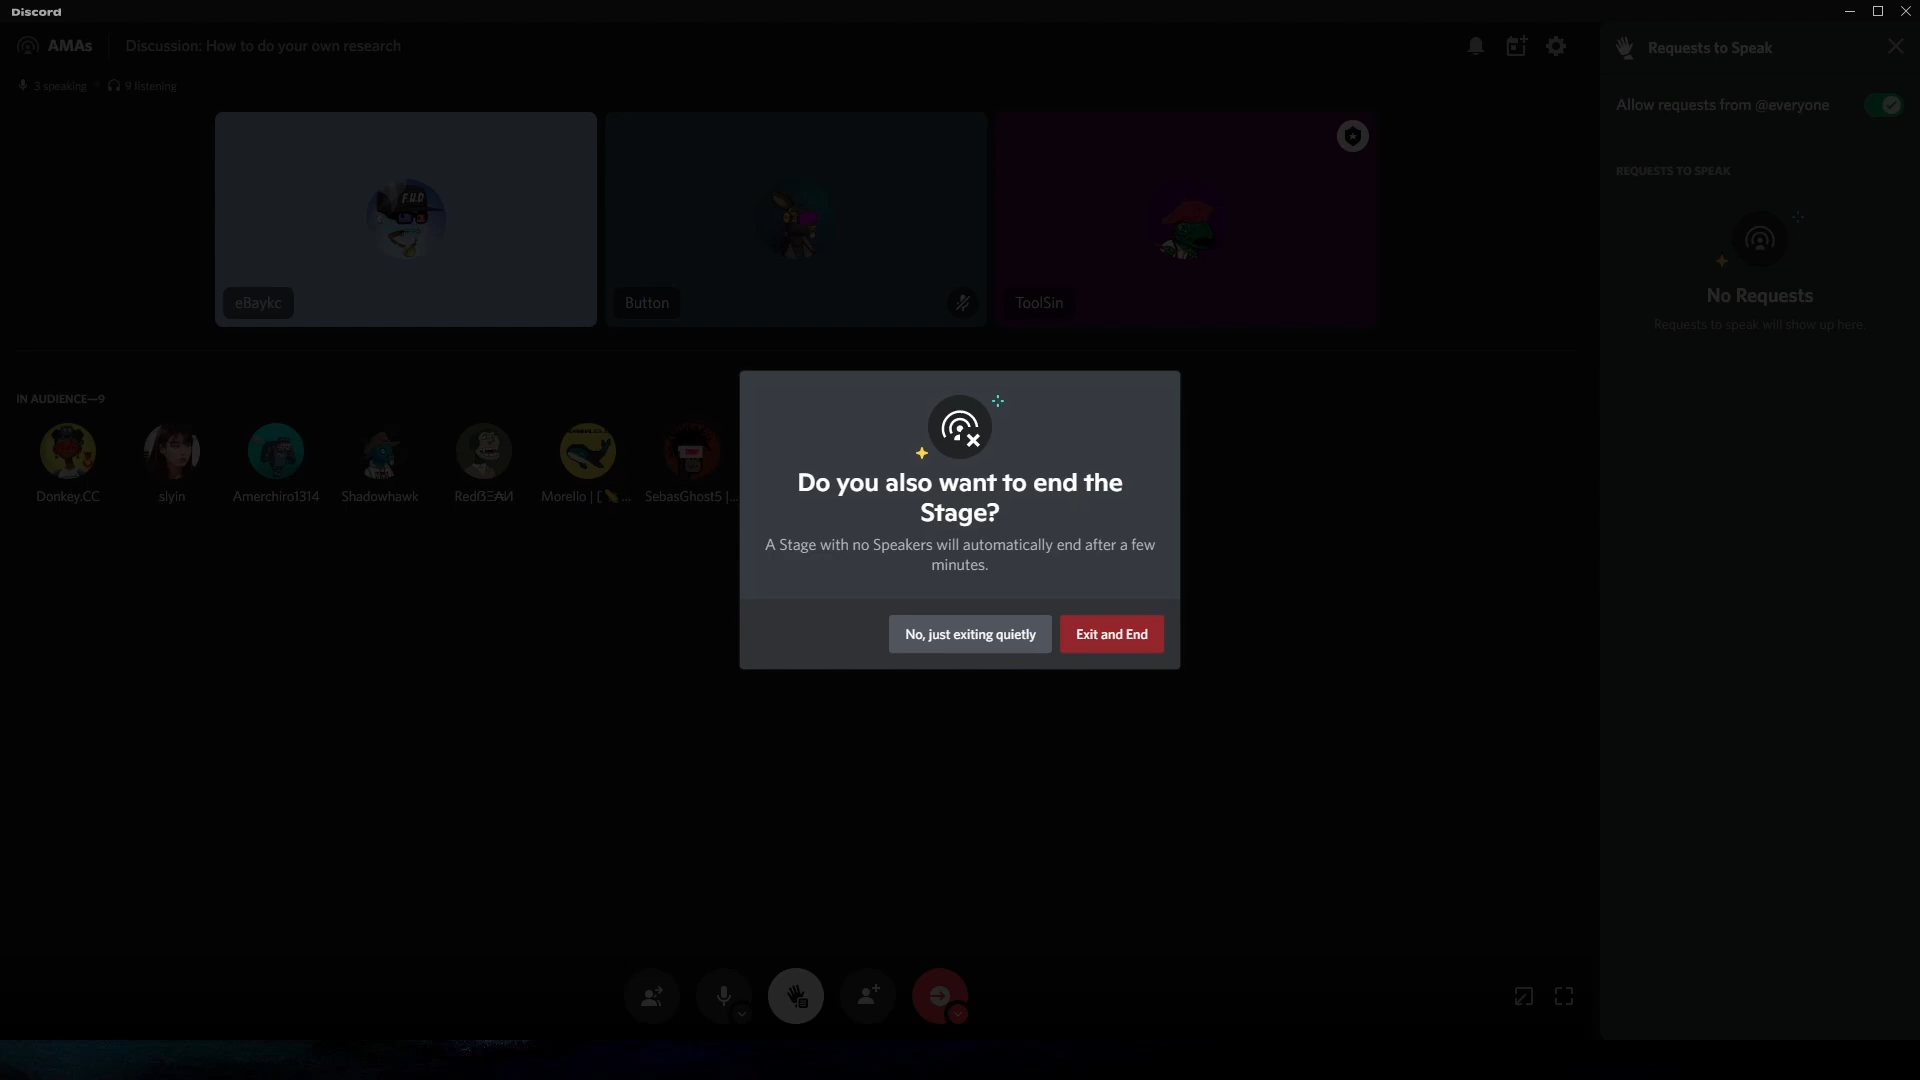 Discord
AMAs
Discussion: How to do your own research
3 speaking
9 listening
F.U.D
eBaykc
Button
ToolSin
IN AUDIENCE—9
Donkey.CC
slyin
Amerchiro1314
Shadowhawk
Morello | [ 🌶 ...
SebasGhost5 |...
Do you also want to end the
Stage?
A Stage with no Speakers will automatically end after a few
minutes.
No, just exiting quietly
Exit and End
Requests to Speak
Allow requests from @everyone
REQUESTS TO SPEAK
No Requests
Requests to speak will show up here